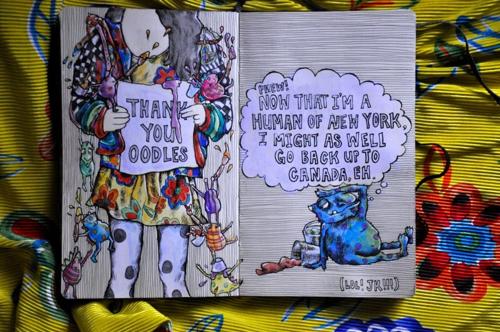 THANK
YOU
OODLES
PHEW!
NOW THAT I'M A
HUMAN OF NEW YORK,
I MIGHT AS WELL
GO BACK UP TO
CANADA, EH.
(LOL! JK!!!)